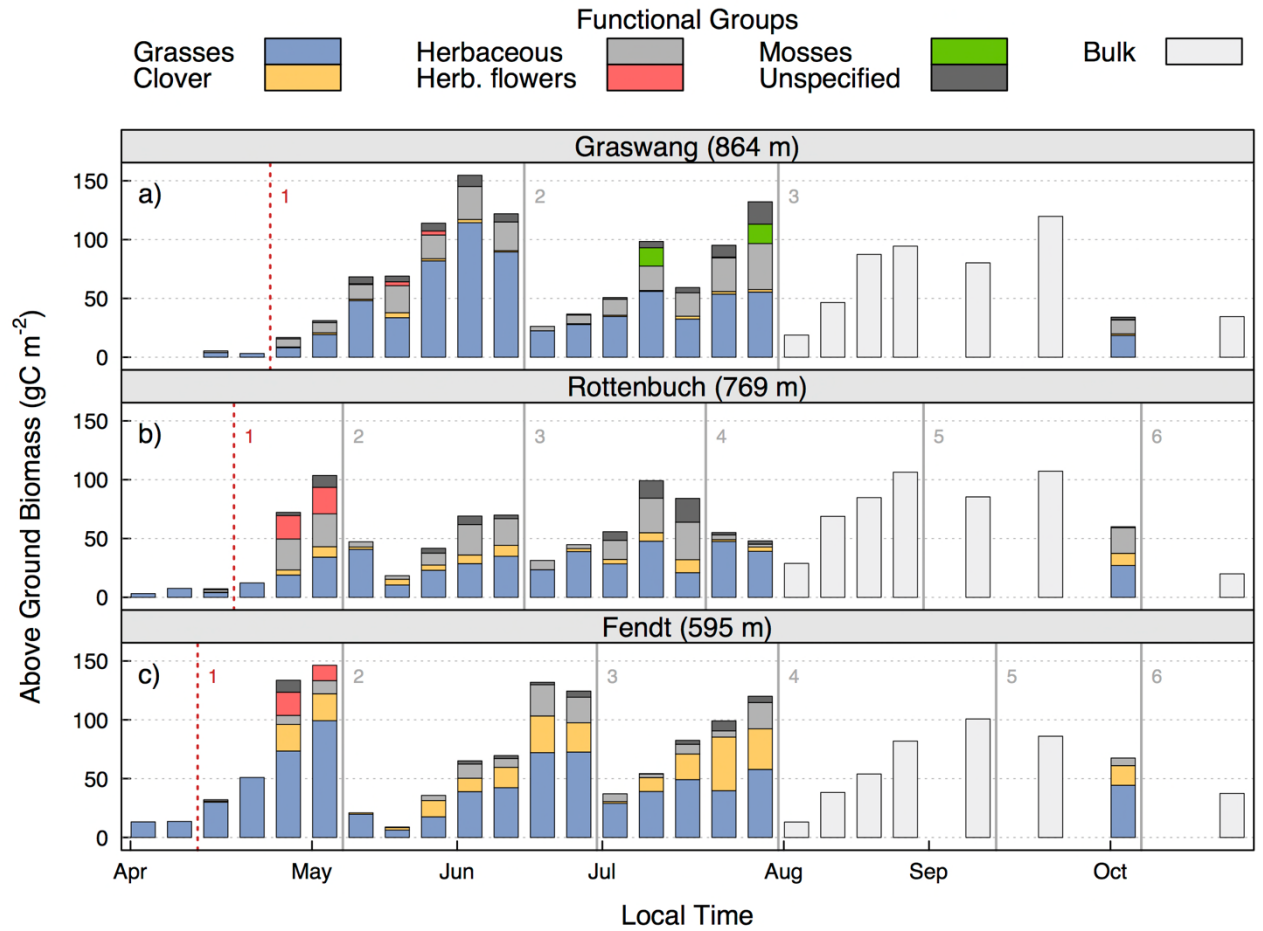 Functional Groups
Grasses
Clover
Herbaceous
Herb. flowers
Mosses
Unspecified
Bulk
Above Ground Biomass (gC m⁻²)
Graswang (864 m)
a)
1
2
3
150
100
50
0
Rottenbuch (769 m)
b)
1
2
3
4
5
6
150
100
50
0
Fendt (595 m)
c)
1
2
3
4
5
6
150
100
50
0
Apr May Jun Jul Aug Sep Oct
Local Time